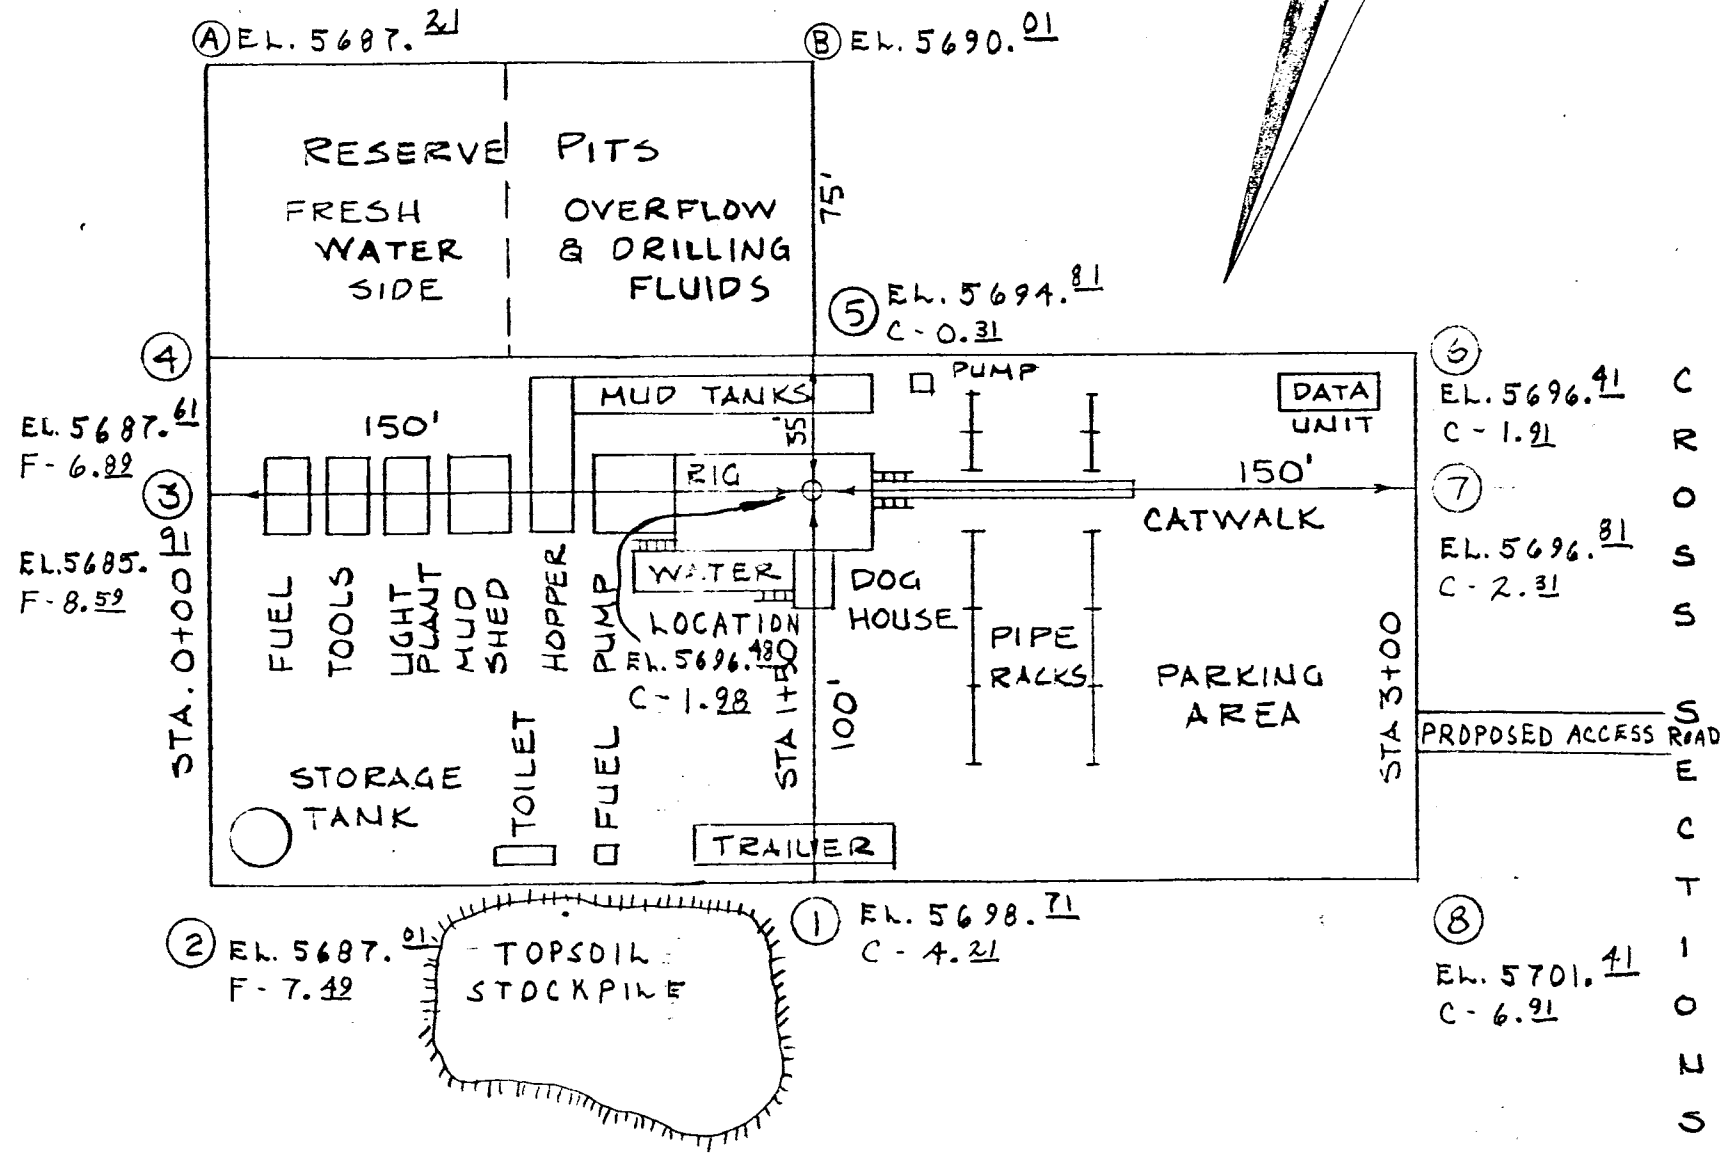 Ⓐ EL. 5687.21
Ⓑ EL. 5690.01
RESERVE PITS
FRESH
WATER
SIDE
OVERFLOW
& DRILLING
FLUIDS
75'
⑤ EL. 5694.81
C - 0.31
④
EL. 5687.61
F - 6.89
③
EL. 5685.91
F - 8.59
STA. 0+00
150'
MUD TANKS
35'
PUMP
DATA
UNIT
⑥
EL. 5696.41
C - 1.91
RIG
150'
CATWALK
⑦
EL. 5696.81
C - 2.31
FUEL
TOOLS
LIGHT
PLANT
MUD
SHED
HOPPER
PUMP
WATER
DOG
HOUSE
LOCATION
EL. 5696.48
C - 1.98
STA 1+50
100'
PIPE
RACKS
PARKING
AREA
STA 3+00
PROPOSED ACCESS ROAD
STORAGE
TANK
TOILET
FUEL
TRAILER
② EL. 5687.01
F - 7.49
TOPSOIL
STOCKPILE
① EL. 5698.71
C - 4.21
⑧
EL. 5701.41
C - 6.91
CROSS SECTIONS